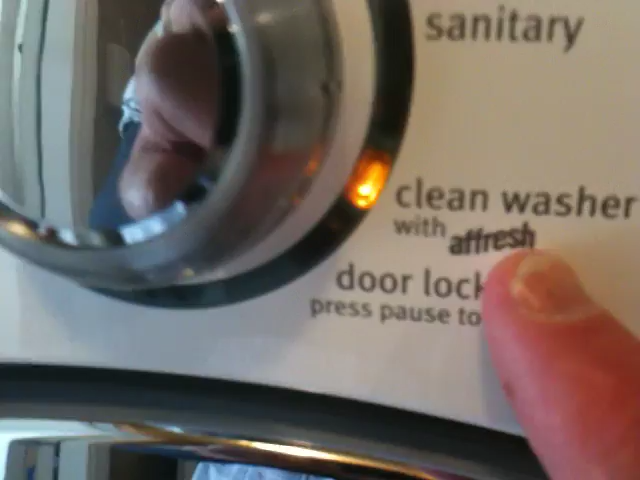 sanitary
clean washer
with affresh
door lock
press pause to